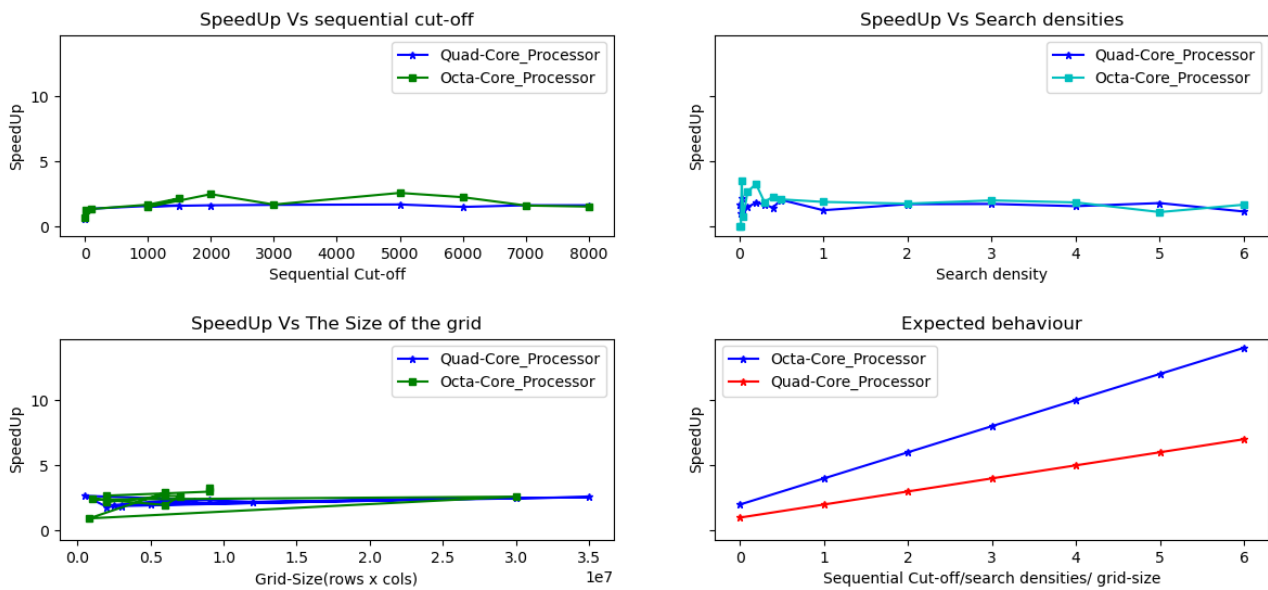 SpeedUp Vs sequential cut-off
SpeedUp
10
5
0
Quad-Core_Processor
Octa-Core_Processor
0 1000 2000 3000 4000 5000 6000 7000 8000
Sequential Cut-off
SpeedUp Vs Search densities
SpeedUp
Quad-Core_Processor
Octa-Core_Processor
0 1 2 3 4 5 6
Search density
SpeedUp Vs The Size of the grid
SpeedUp
10
5
0
Quad-Core_Processor
Octa-Core_Processor
0.0 0.5 1.0 1.5 2.0 2.5 3.0 3.5
1e7
Grid-Size(rows x cols)
Expected behaviour
SpeedUp
Octa-Core_Processor
Quad-Core_Processor
0 1 2 3 4 5 6
Sequential Cut-off/search densities/ grid-size